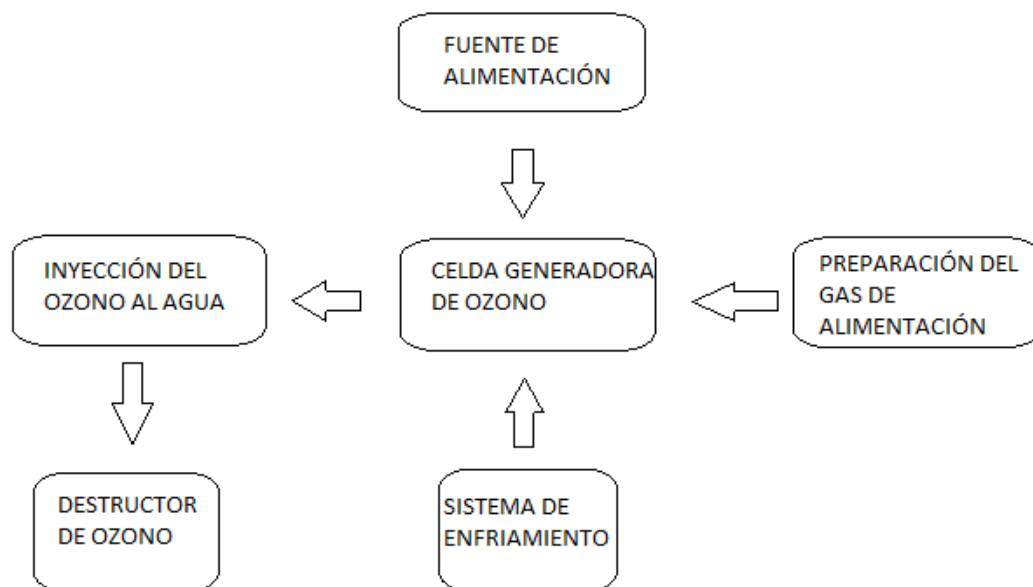 FUENTE DE
ALIMENTACIÓN
INYECCIÓN DEL
OZONO AL AGUA
CELDA GENERADORA
DE OZONO
PREPARACIÓN DEL
GAS DE
ALIMENTACIÓN
DESTRUCTOR
DE OZONO
SISTEMA DE
ENFRIAMIENTO